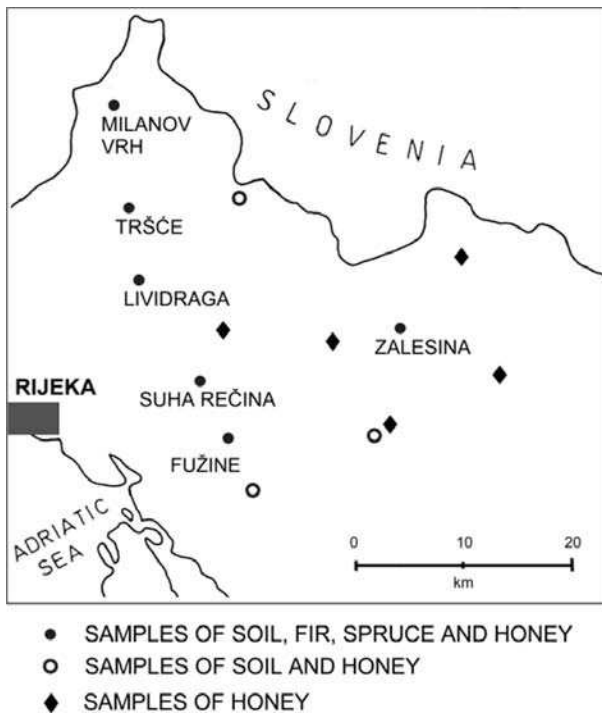 SLOVENIA
MILANOV
VRH
TRŠĆE
LIVIDRAGA
ZALESINA
RIJEKA
SUHA REČINA
FUŽINE
ADRIATIC
SEA
0 10 20
km
SAMPLES OF SOIL, FIR, SPRUCE AND HONEY
SAMPLES OF SOIL AND HONEY
SAMPLES OF HONEY